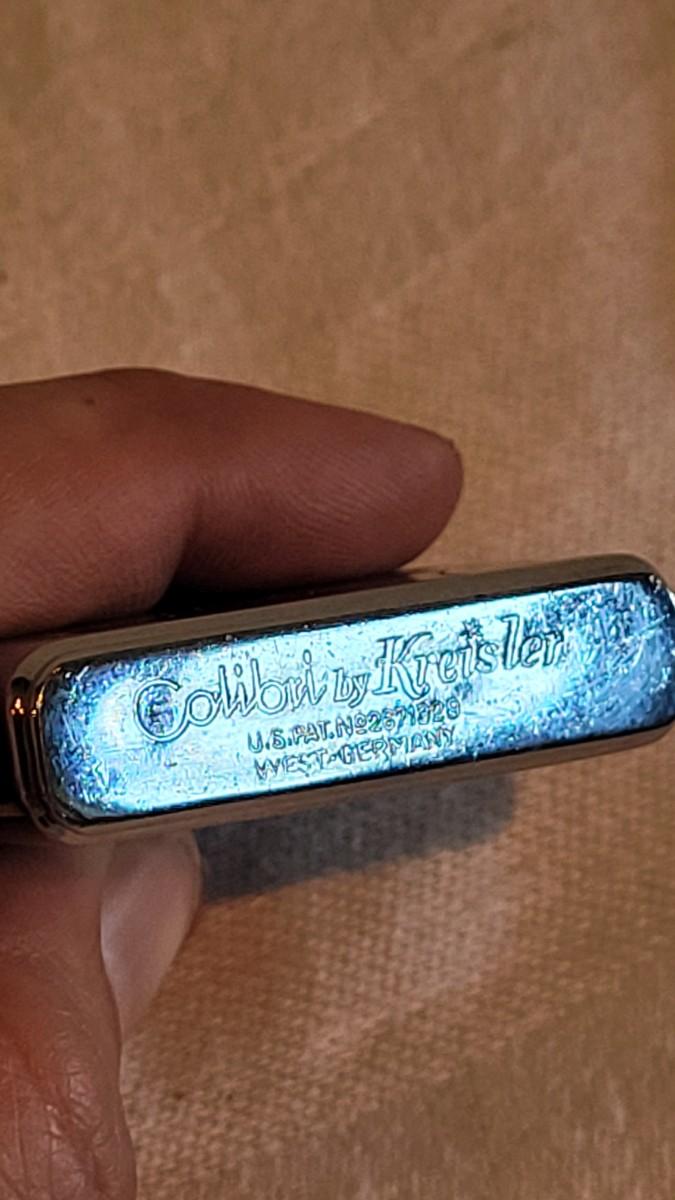 Colibri by Kreisler
U.S.PAT.No2671329
WEST-GERMANY